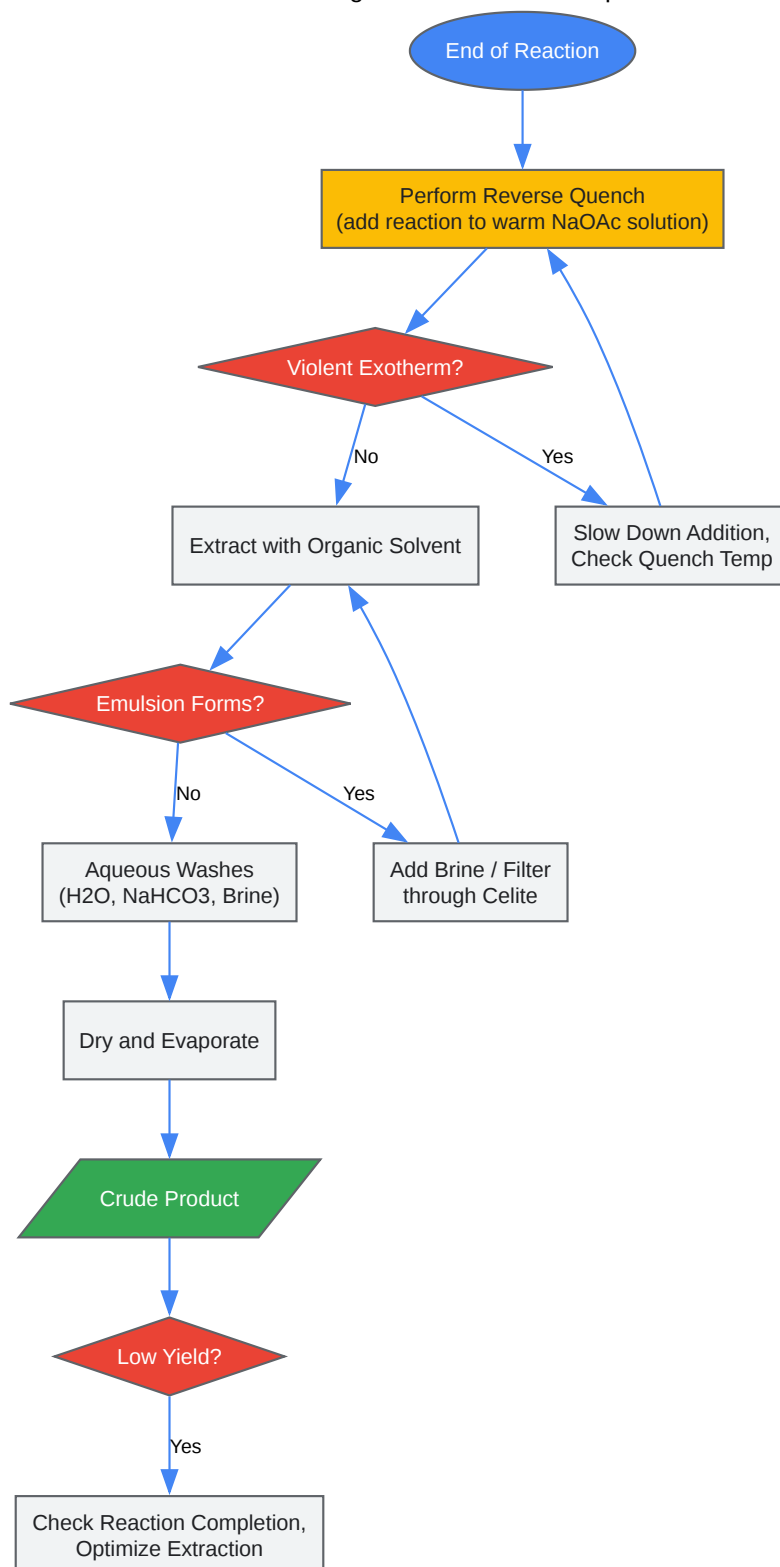 End of Reaction
Perform Reverse Quench
(add reaction to warm NaOAc solution)
Violent Exotherm?
No
Yes
Extract with Organic Solvent
Slow Down Addition,
Check Quench Temp
Emulsion Forms?
No
Yes
Aqueous Washes
(H2O, NaHCO3, Brine)
Add Brine / Filter
through Celite
Dry and Evaporate
Crude Product
Low Yield?
Yes
Check Reaction Completion,
Optimize Extraction